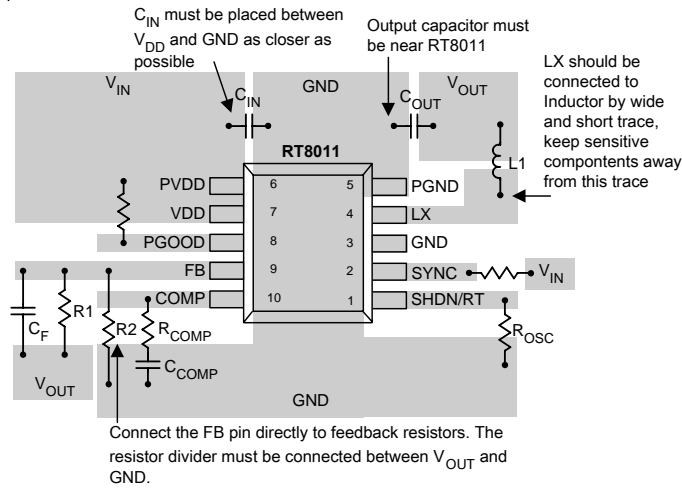 C_IN must be placed between
V_DD and GND as closer as
possible
Output capacitor must
be near RT8011
LX should be
connected to
Inductor by wide
and short trace,
keep sensitive
compontents away
from this trace
V_IN
C_IN
GND
C_OUT
V_OUT
L1
RT8011
PVDD 6 5 PGND
VDD 7 4 LX
PGOOD 8 3 GND
FB 9 2 SYNC V_IN
COMP 10 1 SHDN/RT
C_F
R1
R2
R_COMP
C_COMP
R_OSC
V_OUT
GND
Connect the FB pin directly to feedback resistors. The
resistor divider must be connected between V_OUT and
GND.